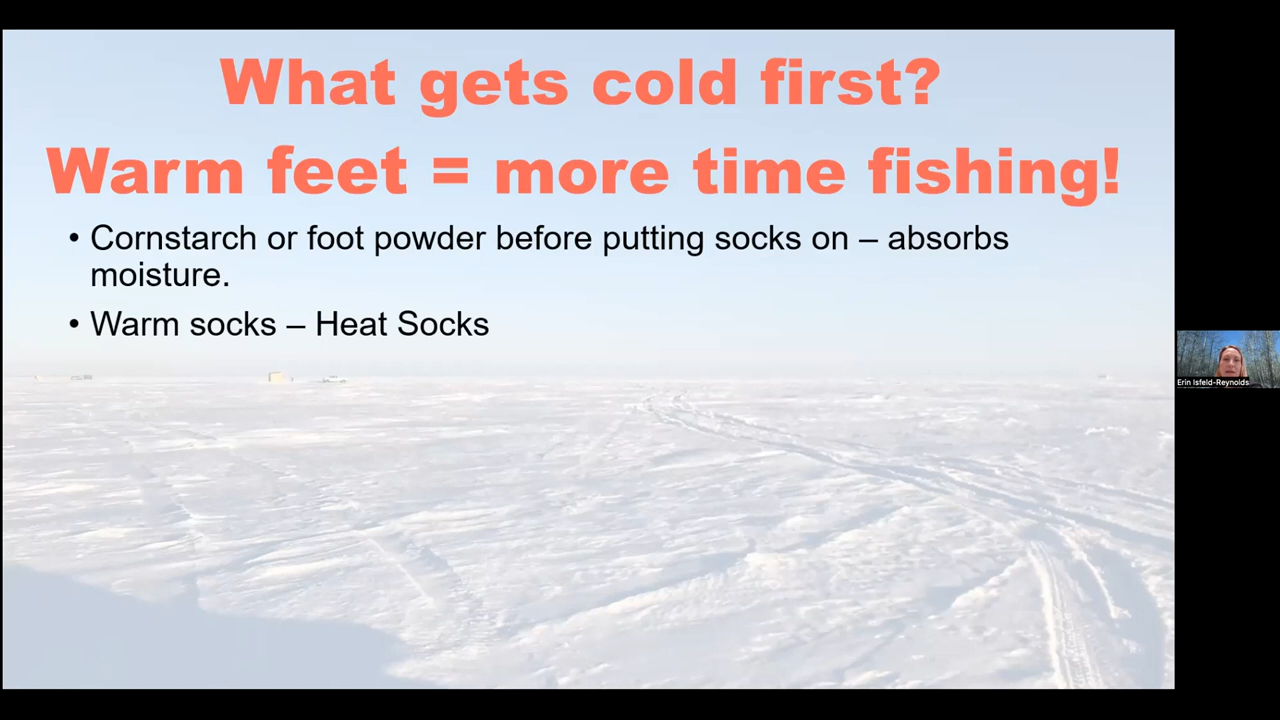 What gets cold first?
Warm feet = more time fishing!
• Cornstarch or foot powder before putting socks on – absorbs
moisture.
• Warm socks – Heat Socks
Erin Isfeld-Reynolds